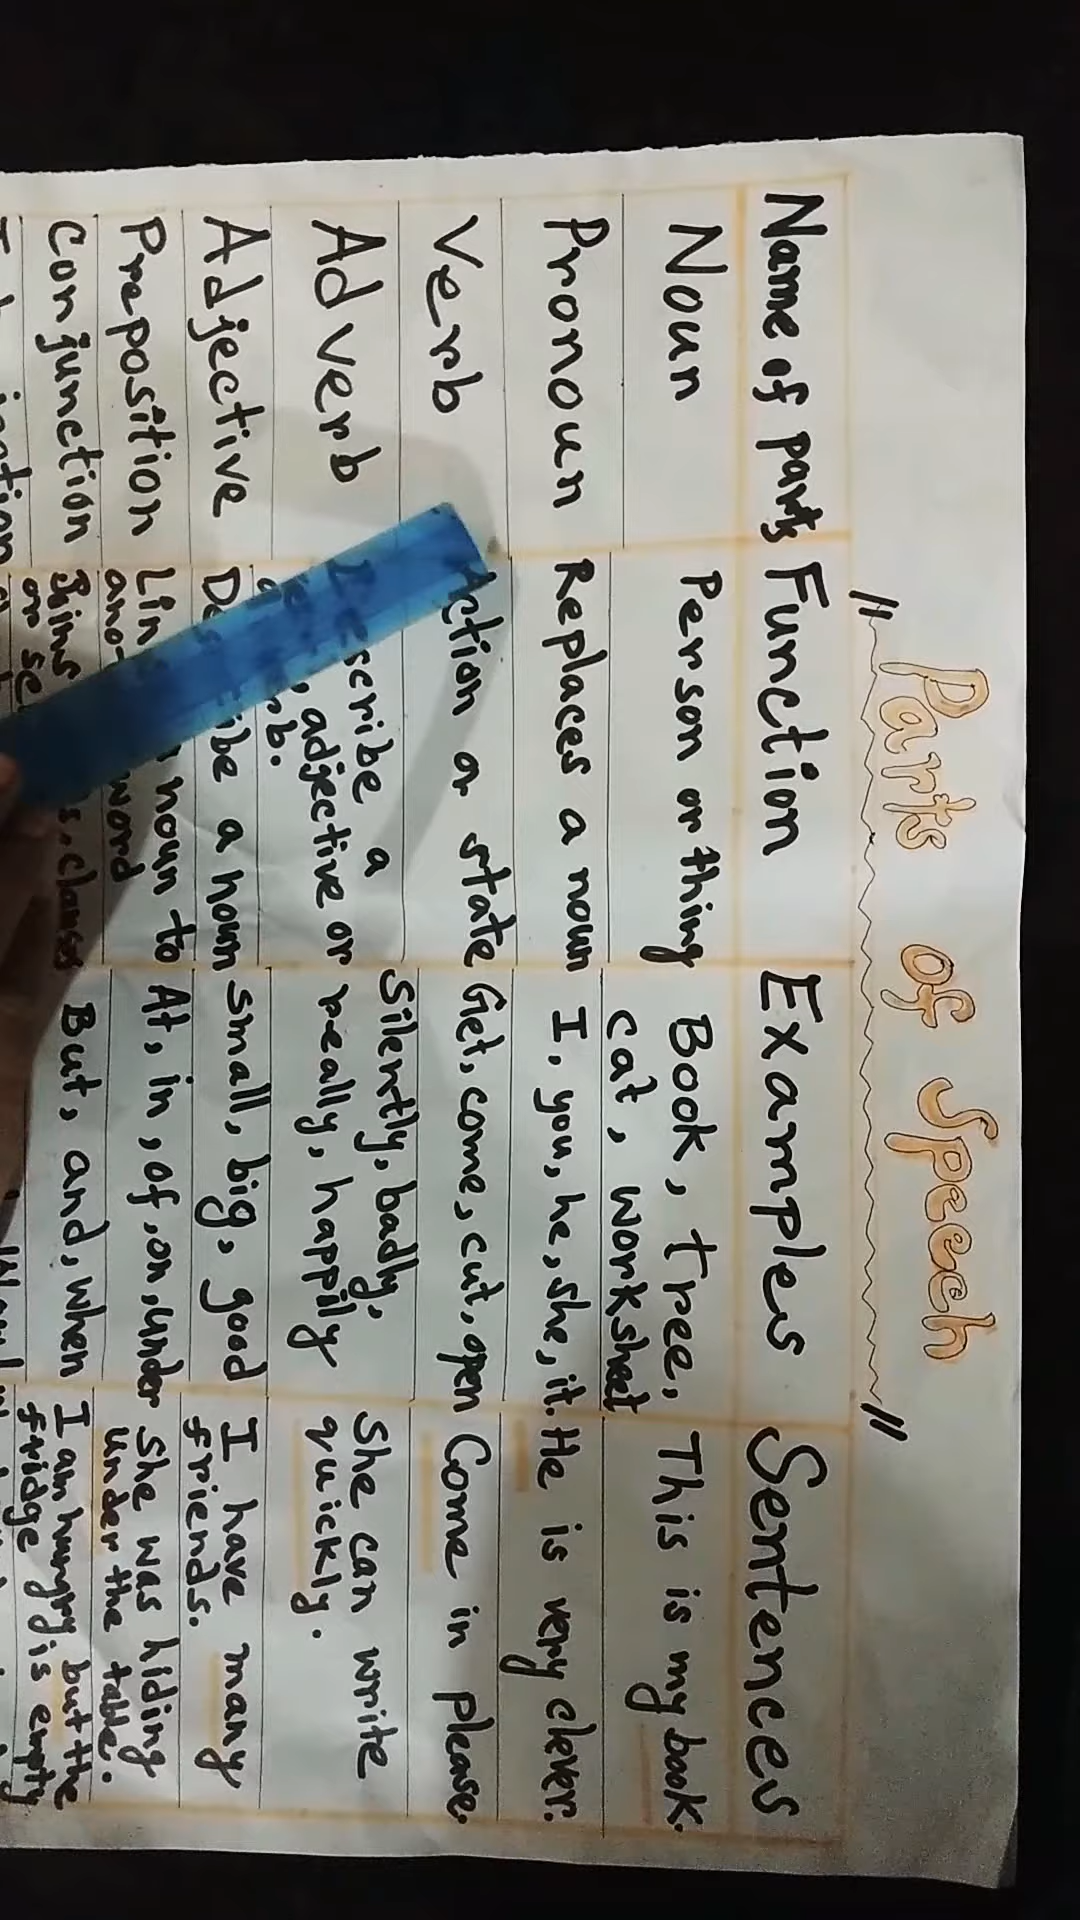 "Parts of Speech"
Name of parts Function Examples Sentences
Noun Person or thing Book, tree, This is my book.
cat, worksheet
Pronoun Replaces a noun I, you, he, she, it. He is very clever.
Verb Action or state Get, come, cut, open Come in please.
Adverb Describe a Silently, badly, She can write
adjective or really, happily quickly.
Adjective a noun small, big, good I have many
friends.
Preposition noun to At, in, of, on, under She was hiding
word under the table.
Conjunction Joins But, and, when I am hungry but the
or fridge is empty